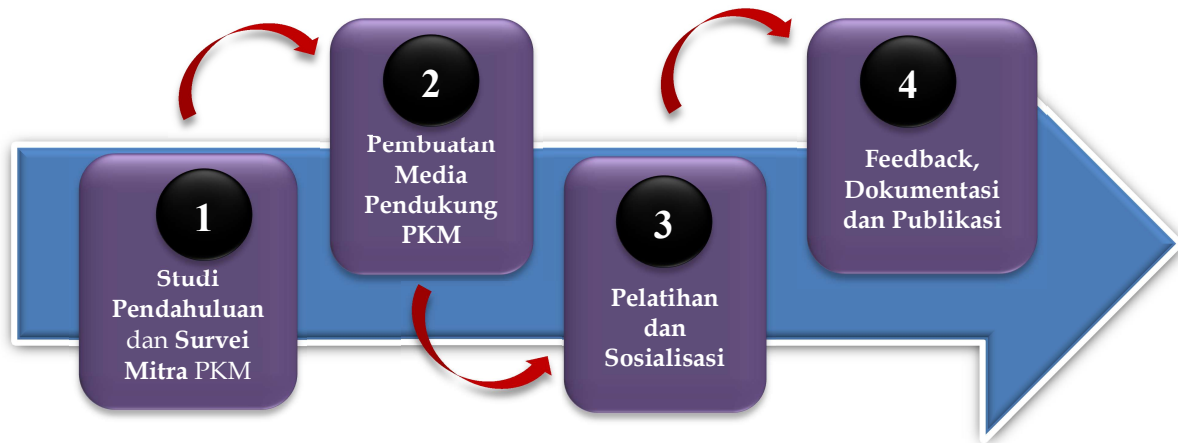 1
Studi
Pendahuluan
dan Survei
Mitra PKM
2
Pembuatan
Media
Pendukung
PKM
3
Pelatihan
dan
Sosialisasi
4
Feedback,
Dokumentasi
dan Publikasi